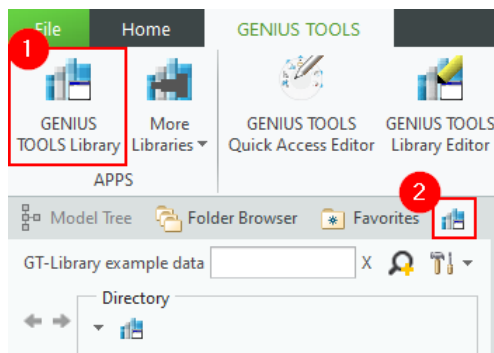 File Home GENIUS TOOLS
1
GENIUS More GENIUS TOOLS GENIUS TOOLS
TOOLS Library Libraries Quick Access Editor Library Editor
APPS
2
Model Tree Folder Browser Favorites
GT-Library example data X
Directory